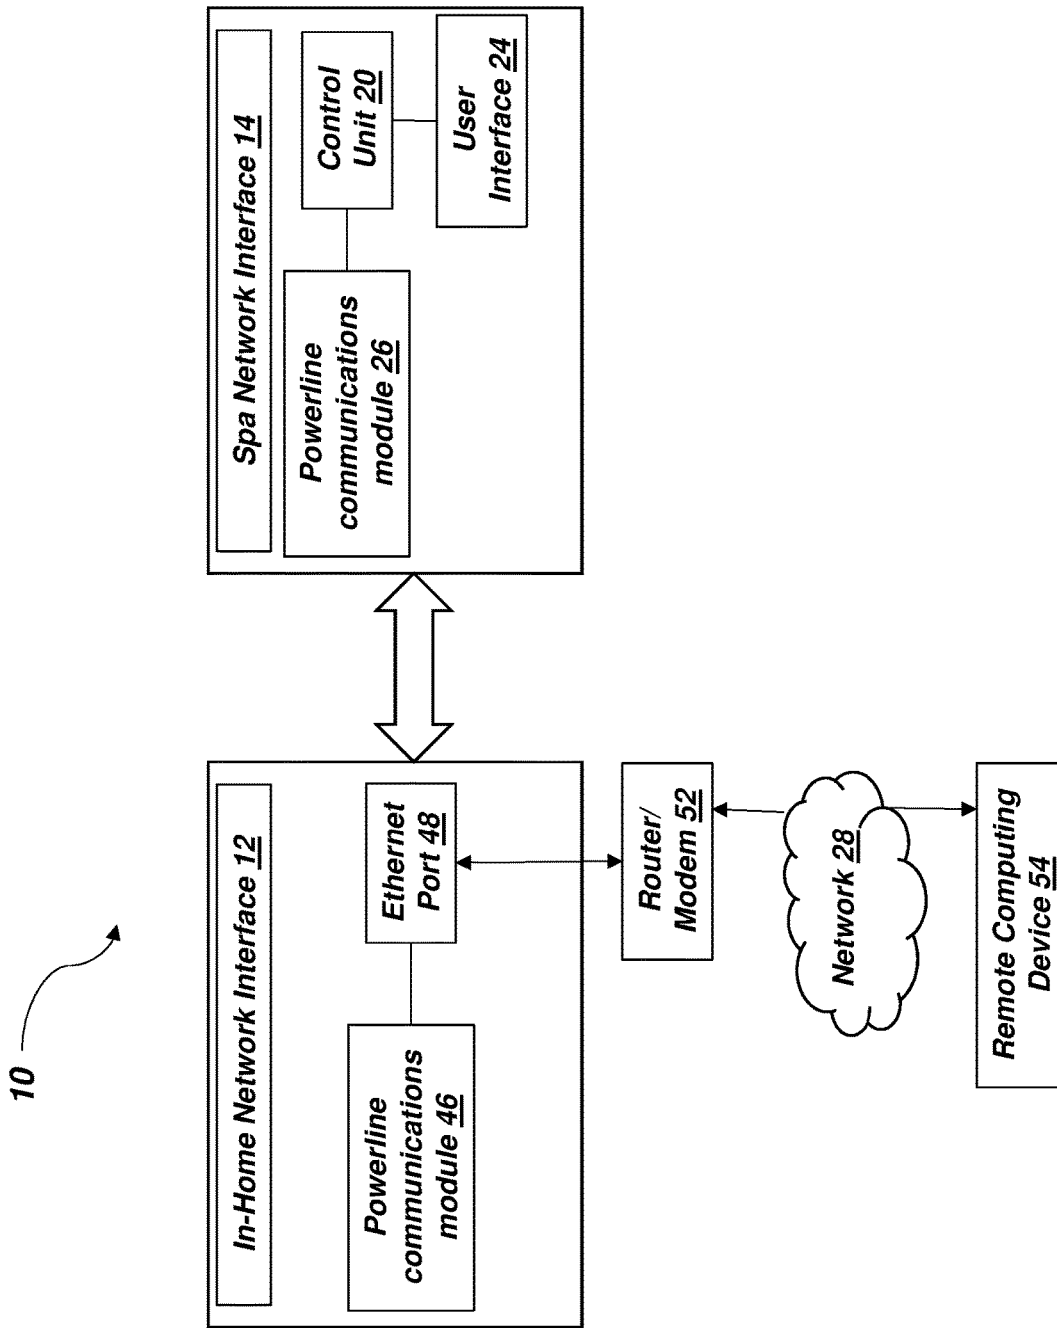 10
In-Home Network Interface 12
Powerline
communications
module 46
Ethernet
Port 48
Spa Network Interface 14
Powerline
communications
module 26
Control
Unit 20
User
Interface 24
Router/
Modem 52
Network 28
Remote Computing
Device 54